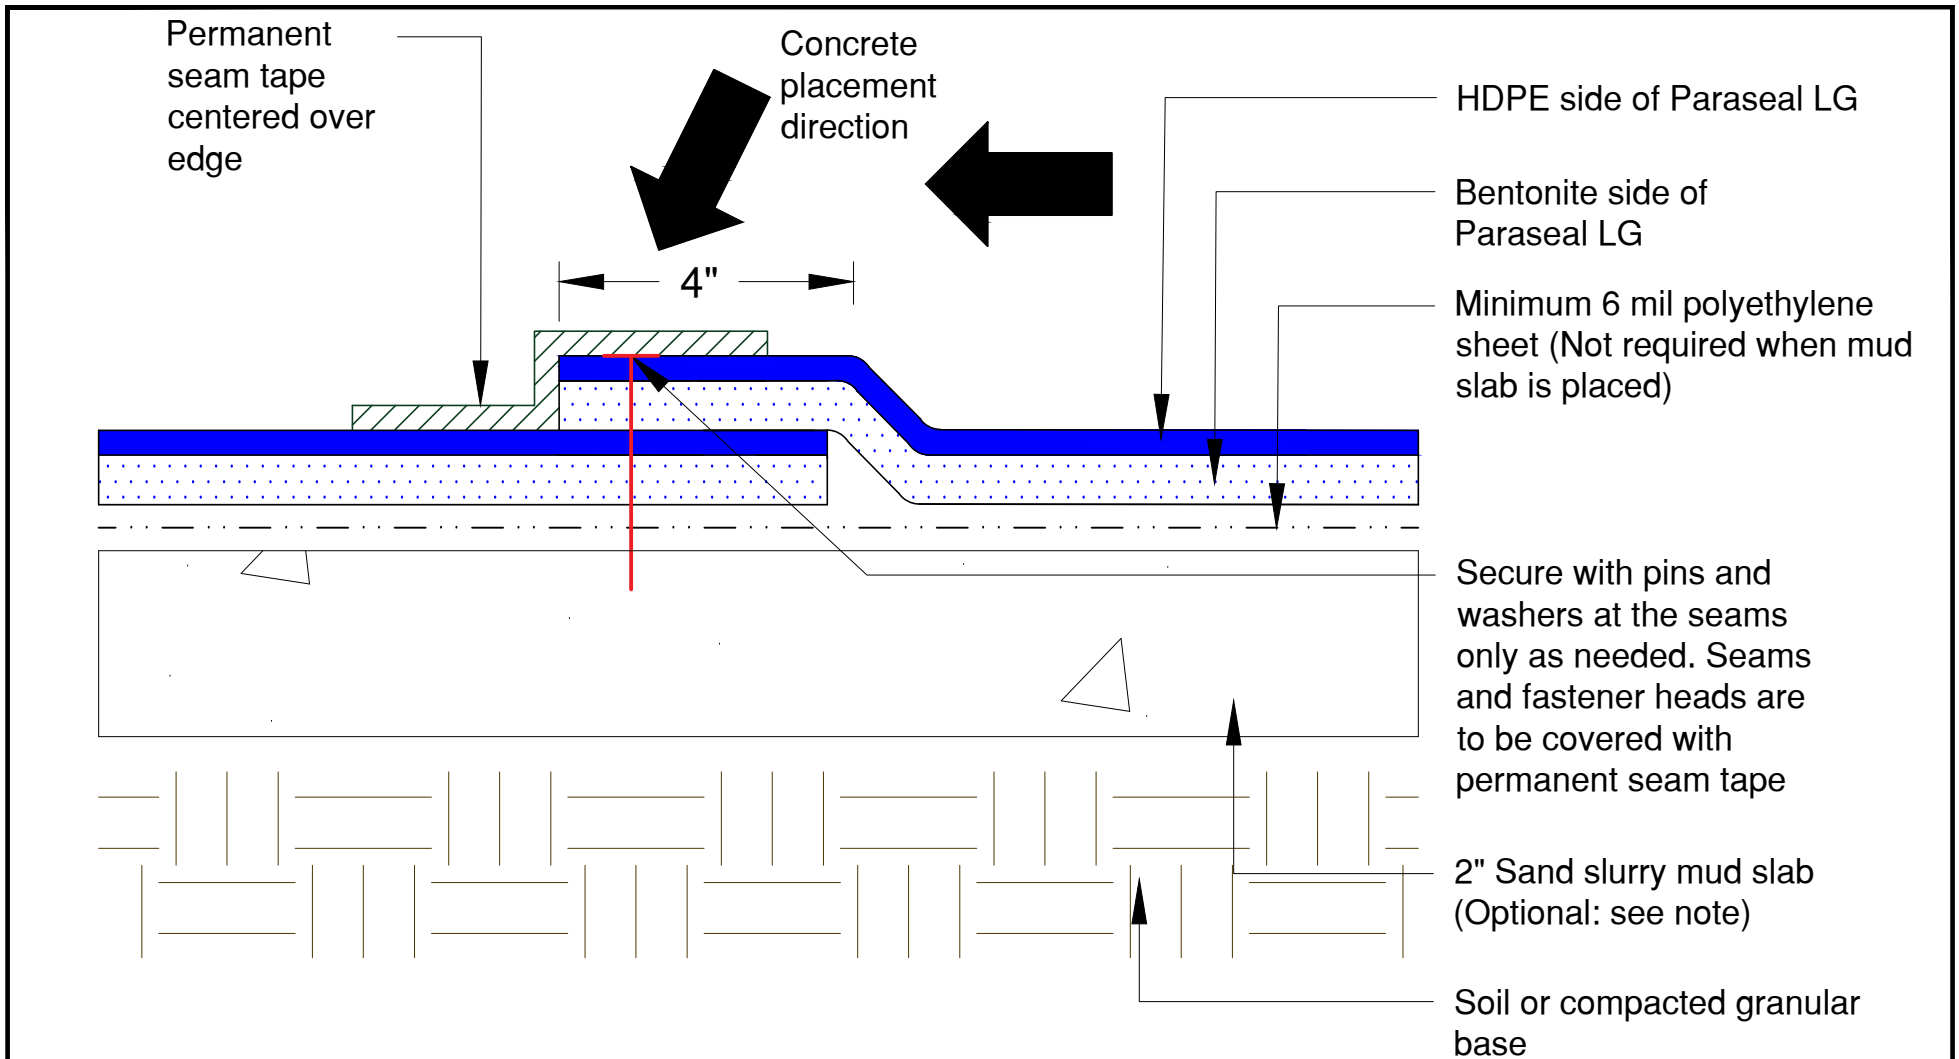 Permanent
seam tape
centered over
edge
Concrete
placement
direction
4"
HDPE side of Paraseal LG
Bentonite side of
Paraseal LG
Minimum 6 mil polyethylene
sheet (Not required when mud
slab is placed)
Secure with pins and
washers at the seams
only as needed. Seams
and fastener heads are
to be covered with
permanent seam tape
2" Sand slurry mud slab
(Optional: see note)
Soil or compacted granular
base